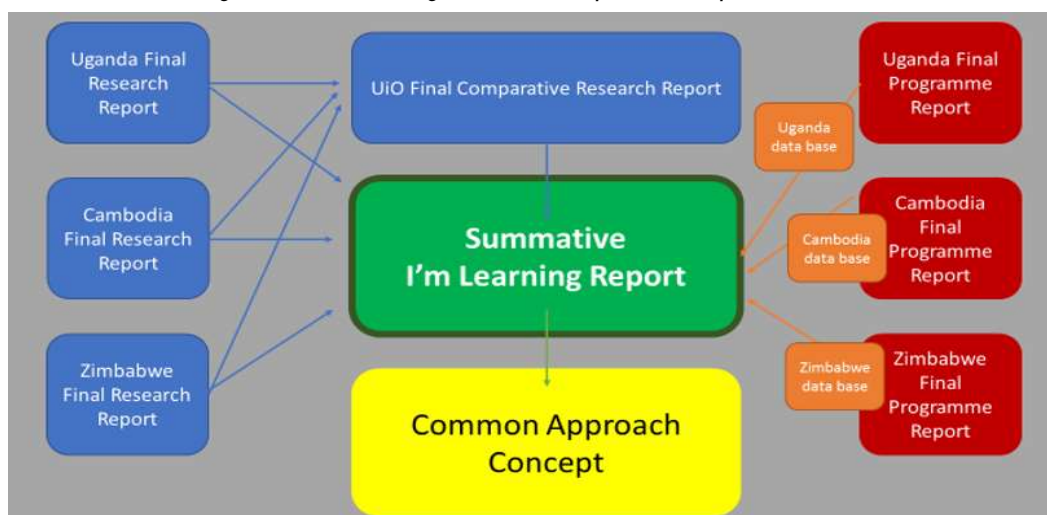 Uganda Final
Research
Report
UiO Final Comparative Research Report
Uganda Final
Programme
Report
Uganda
data base
Cambodia
Final Research
Report
Summative
I'm Learning Report
Cambodia
data base
Cambodia
Final
Programme
Report
Zimbabwe
Final Research
Report
Common Approach
Concept
Zimbabwe
data base
Zimbabwe
Final
Programme
Report